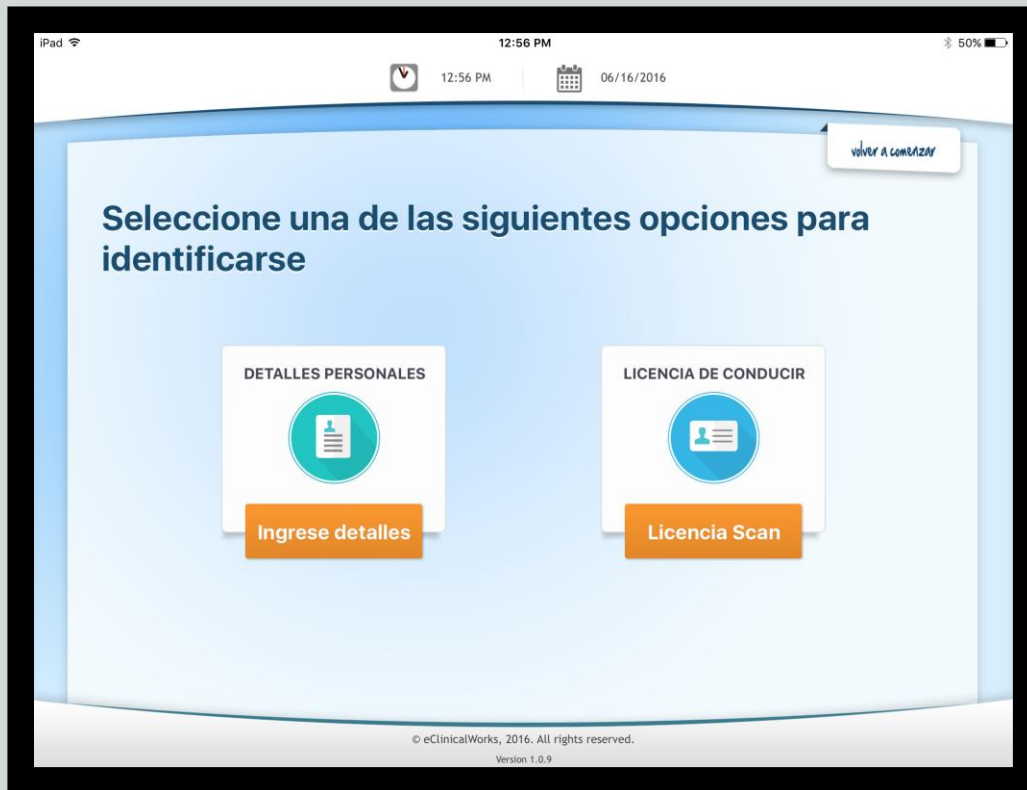 iPad 12:56 PM 50%
12:56 PM 06/16/2016
volver a comenzar
Seleccione una de las siguientes opciones para
identificarse
DETALLES PERSONALES
Ingrese detalles
LICENCIA DE CONDUCIR
Licencia Scan
© eClinicalWorks, 2016. All rights reserved.
Version 1.0.9